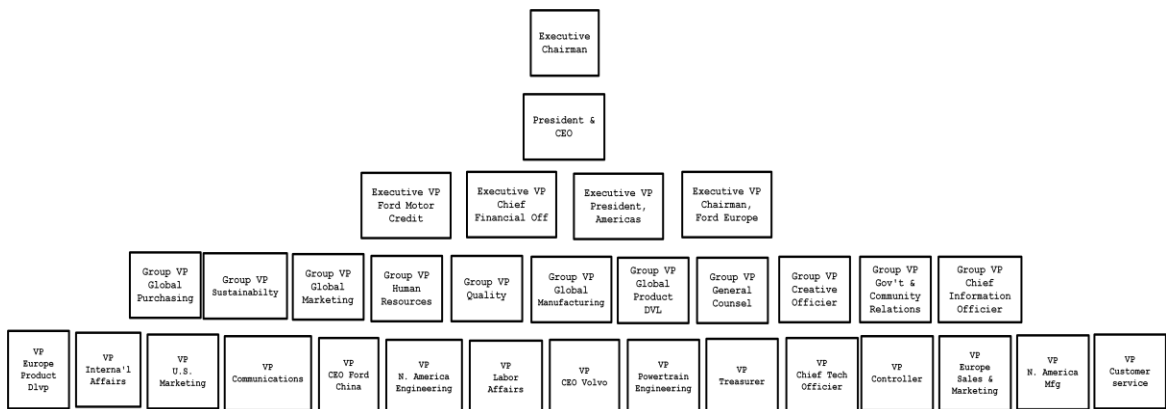 Executive
Chairman
President &
CEO
Executive VP
Ford Motor
Credit
Executive VP
Chief
Financial Off
Executive VP
President,
Americas
Executive VP
Chairman,
Ford Europe
Group VP
Global
Purchasing
Group VP
Sustainabilty
Group VP
Global
Marketing
Group VP
Human
Resources
Group VP
Quality
Group VP
Global
Manufacturing
Group VP
Global
Product
DVL
Group VP
General
Counsel
Group VP
Creative
Officier
Group VP
Gov't &
Community
Relations
Group VP
Chief
Information
Officier
VP
Europe
Product
Dlvp
VP
Interna'l
Affairs
VP
U.S.
Marketing
VP
Communications
VP
CEO Ford
China
VP
N. America
Engineering
VP
Labor
Affairs
VP
CEO Volvo
VP
Powertrain
Engineering
VP
Treasurer
VP
Chief Tech
Officier
VP
Controller
VP
Europe
Sales &
Marketing
VP
N. America
Mfg
VP
Customer
service